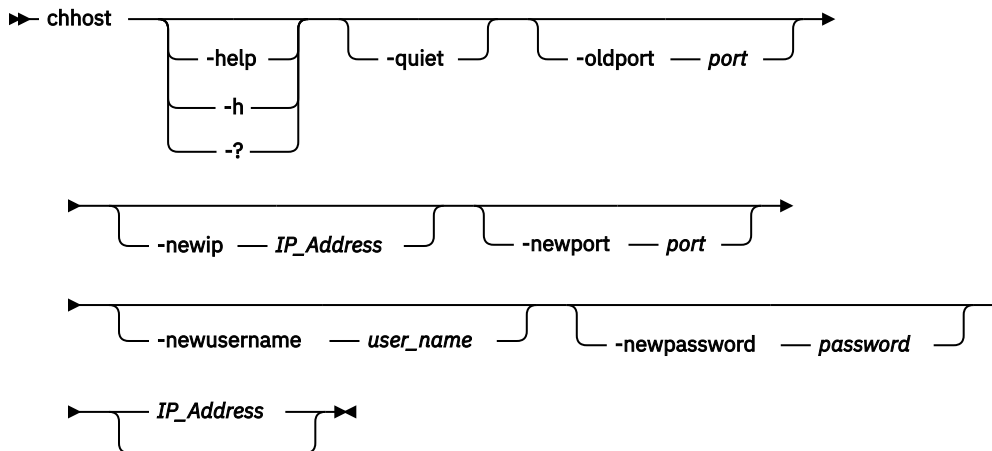 chhost
-help -quiet -oldport port
-h
-?
-newip IP_Address -newport port
-newusername user_name -newpassword password
IP_Address